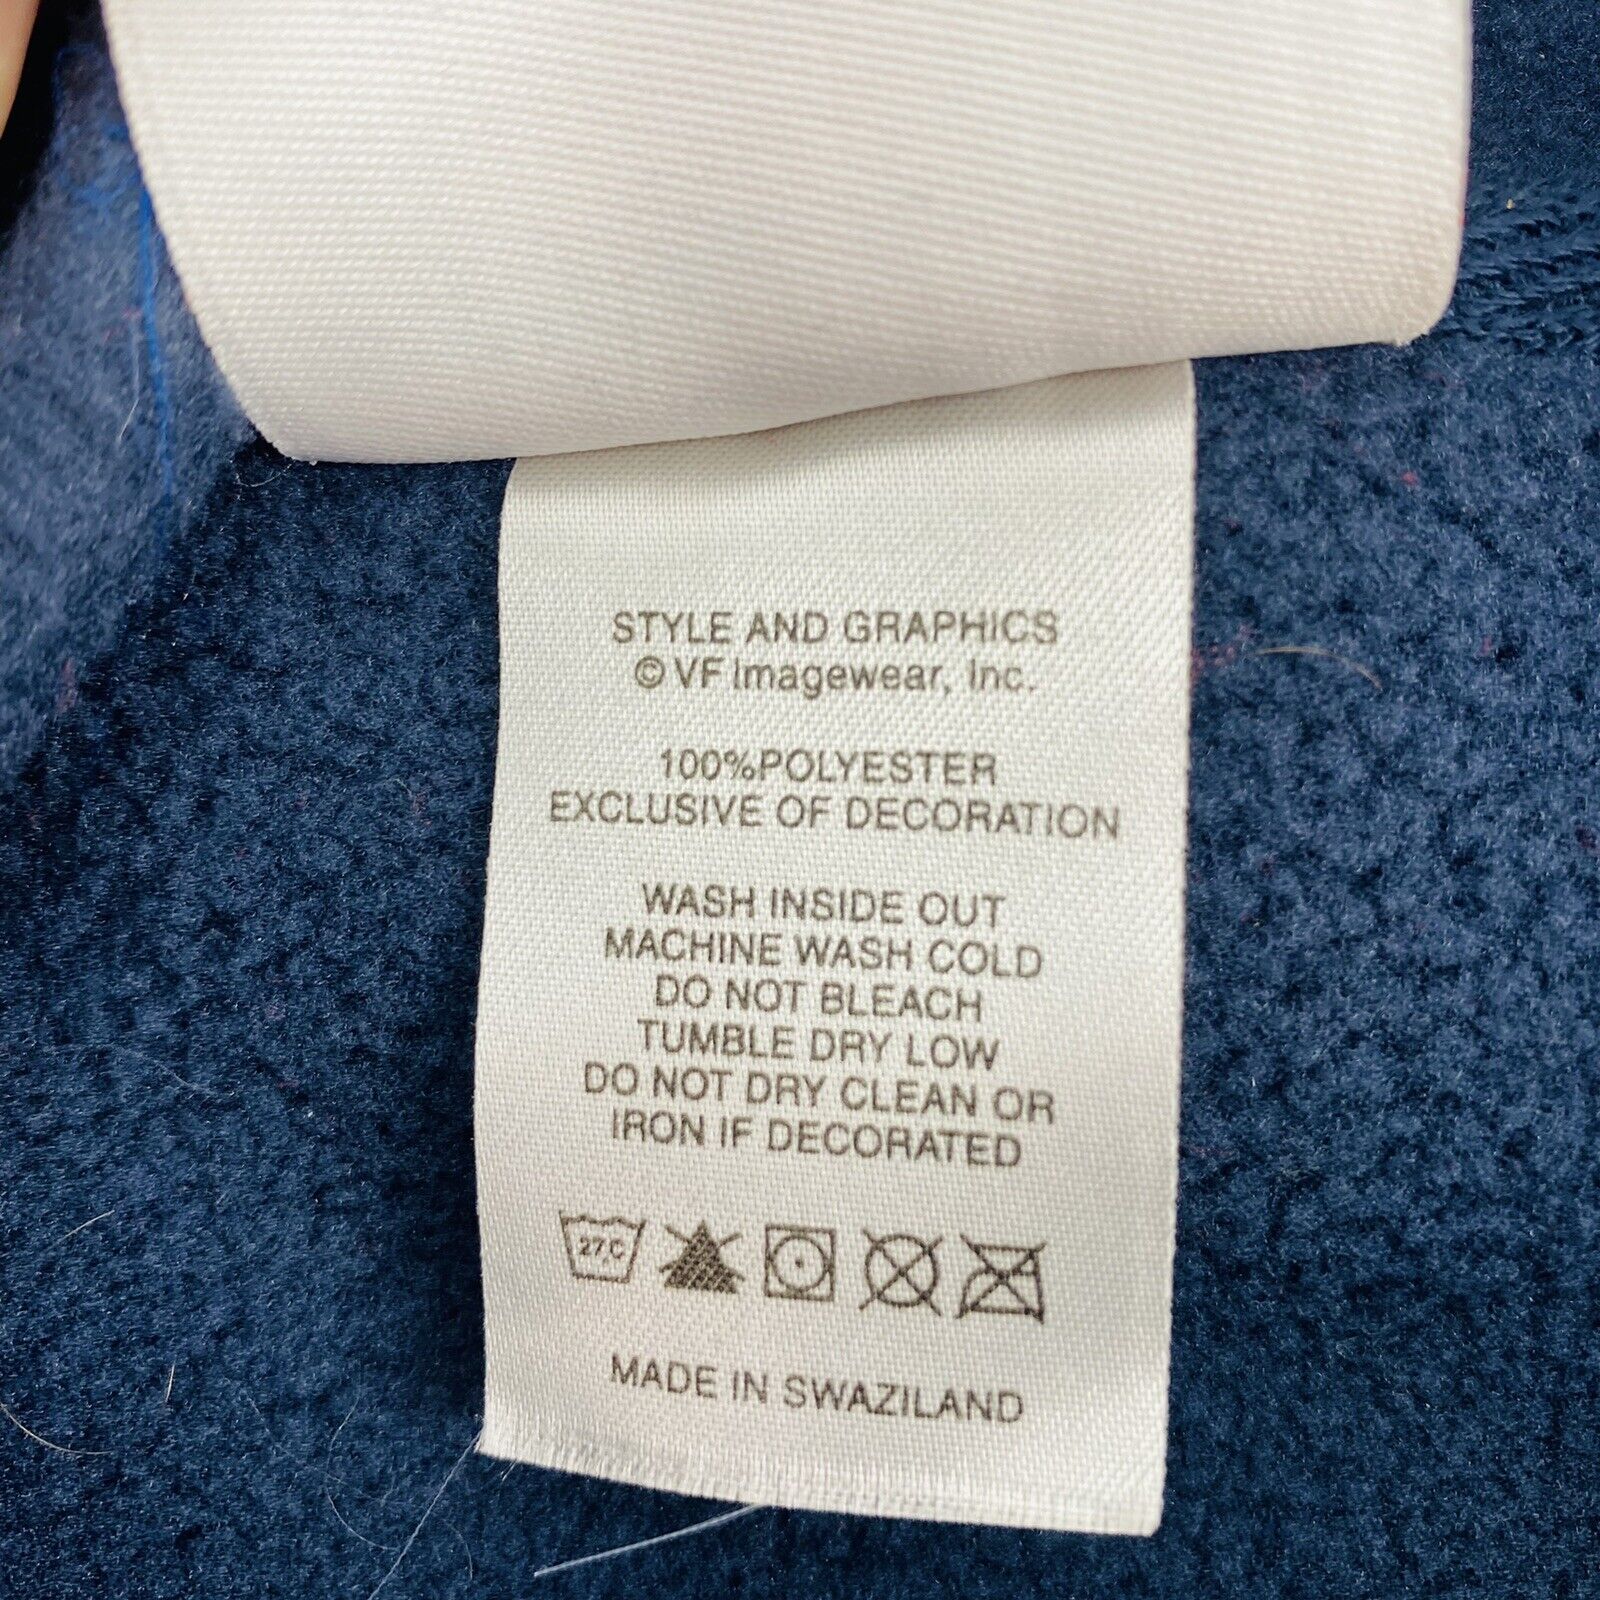 STYLE AND GRAPHICS
© VF Imagewear, Inc.
100%POLYESTER
EXCLUSIVE OF DECORATION
WASH INSIDE OUT
MACHINE WASH COLD
DO NOT BLEACH
TUMBLE DRY LOW
DO NOT DRY CLEAN OR
IRON IF DECORATED
27.C
MADE IN SWAZILAND